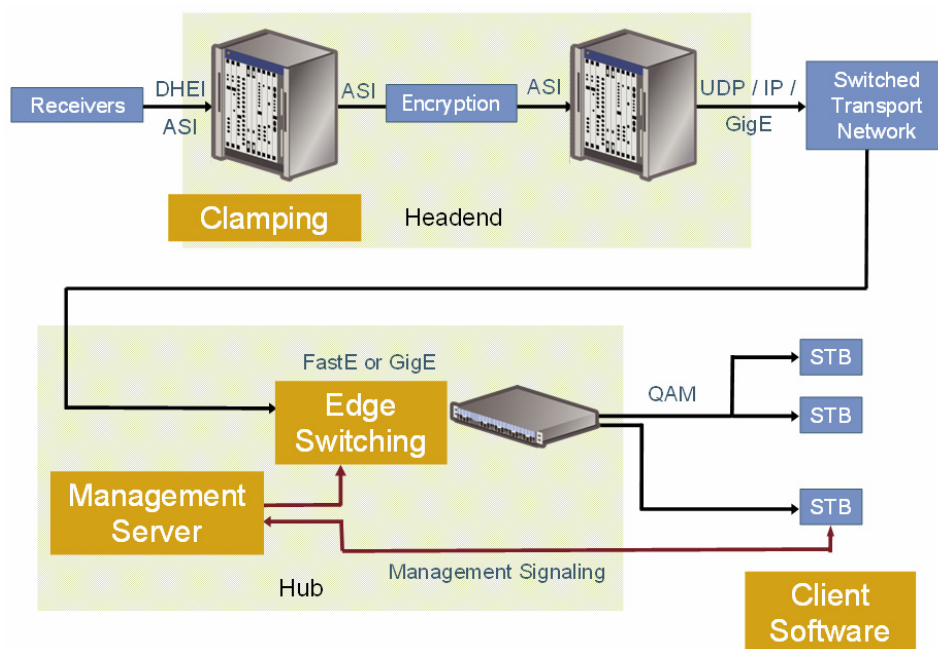 Receivers
DHEI
ASI
ASI
Encryption
ASI
UDP / IP /
GigE
Switched
Transport
Network
Clamping
Headend
FastE or GigE
Edge
Switching
QAM
STB
STB
STB
Management
Server
Management Signaling
Hub
Client
Software